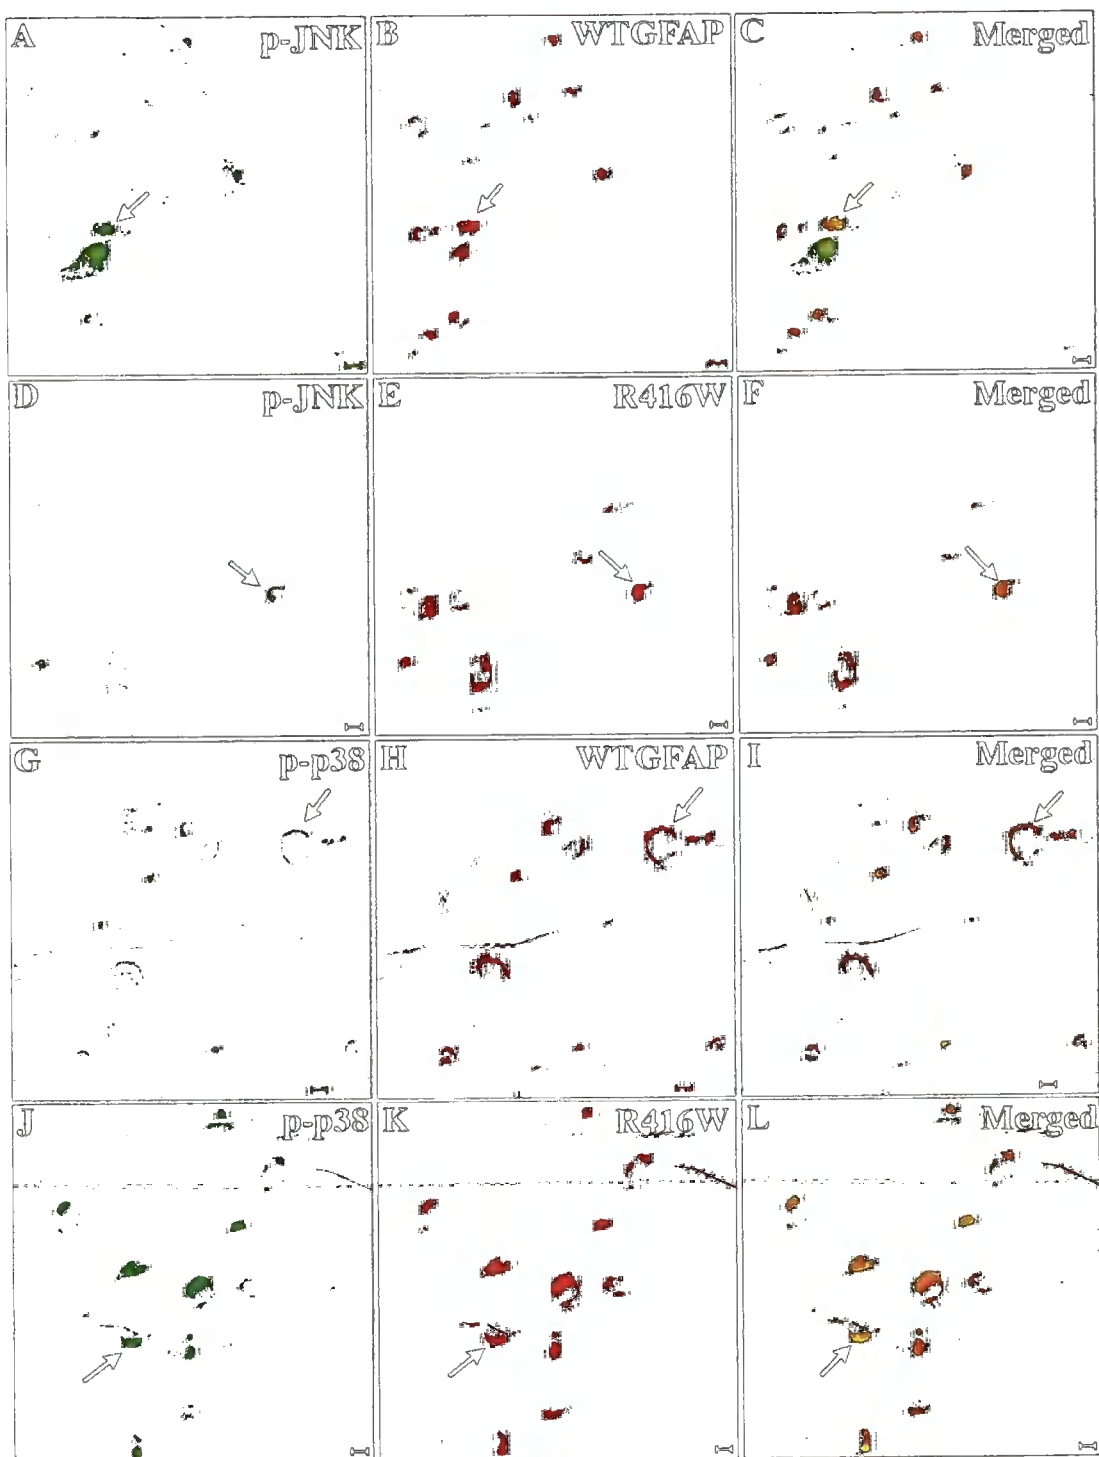 A p-JNK B WTGFAP C Merged
D p-JNK E R416W F Merged
G p-p38 H WTGFAP I Merged
J p-p38 K R416W L Merged